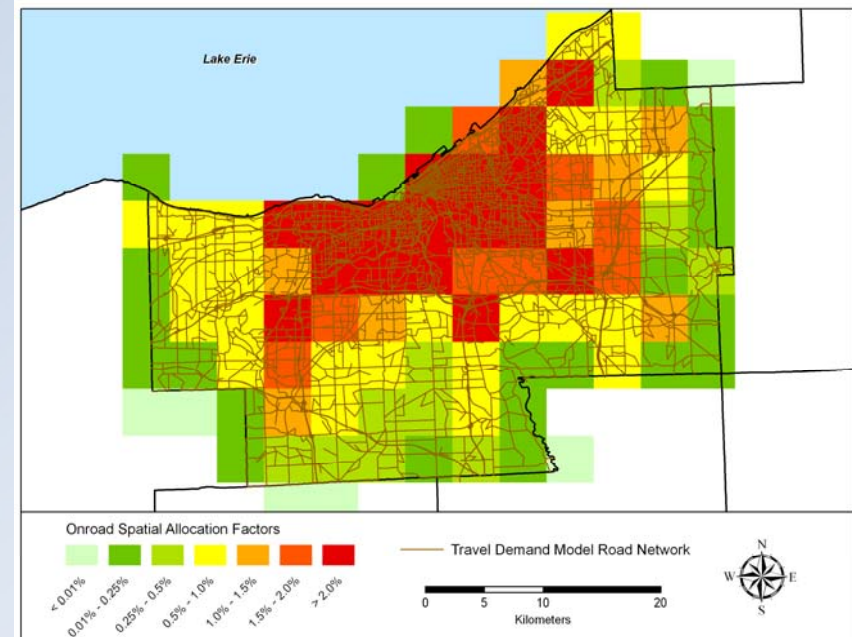 Lake Erie
Onroad Spatial Allocation Factors
< 0.01%
0.01% - 0.25%
0.25% - 0.5%
0.5% - 1.0%
1.0% - 1.5%
1.5% - 2.0%
> 2.0%
Travel Demand Model Road Network
0 5 10 20
Kilometers
N
W E
S